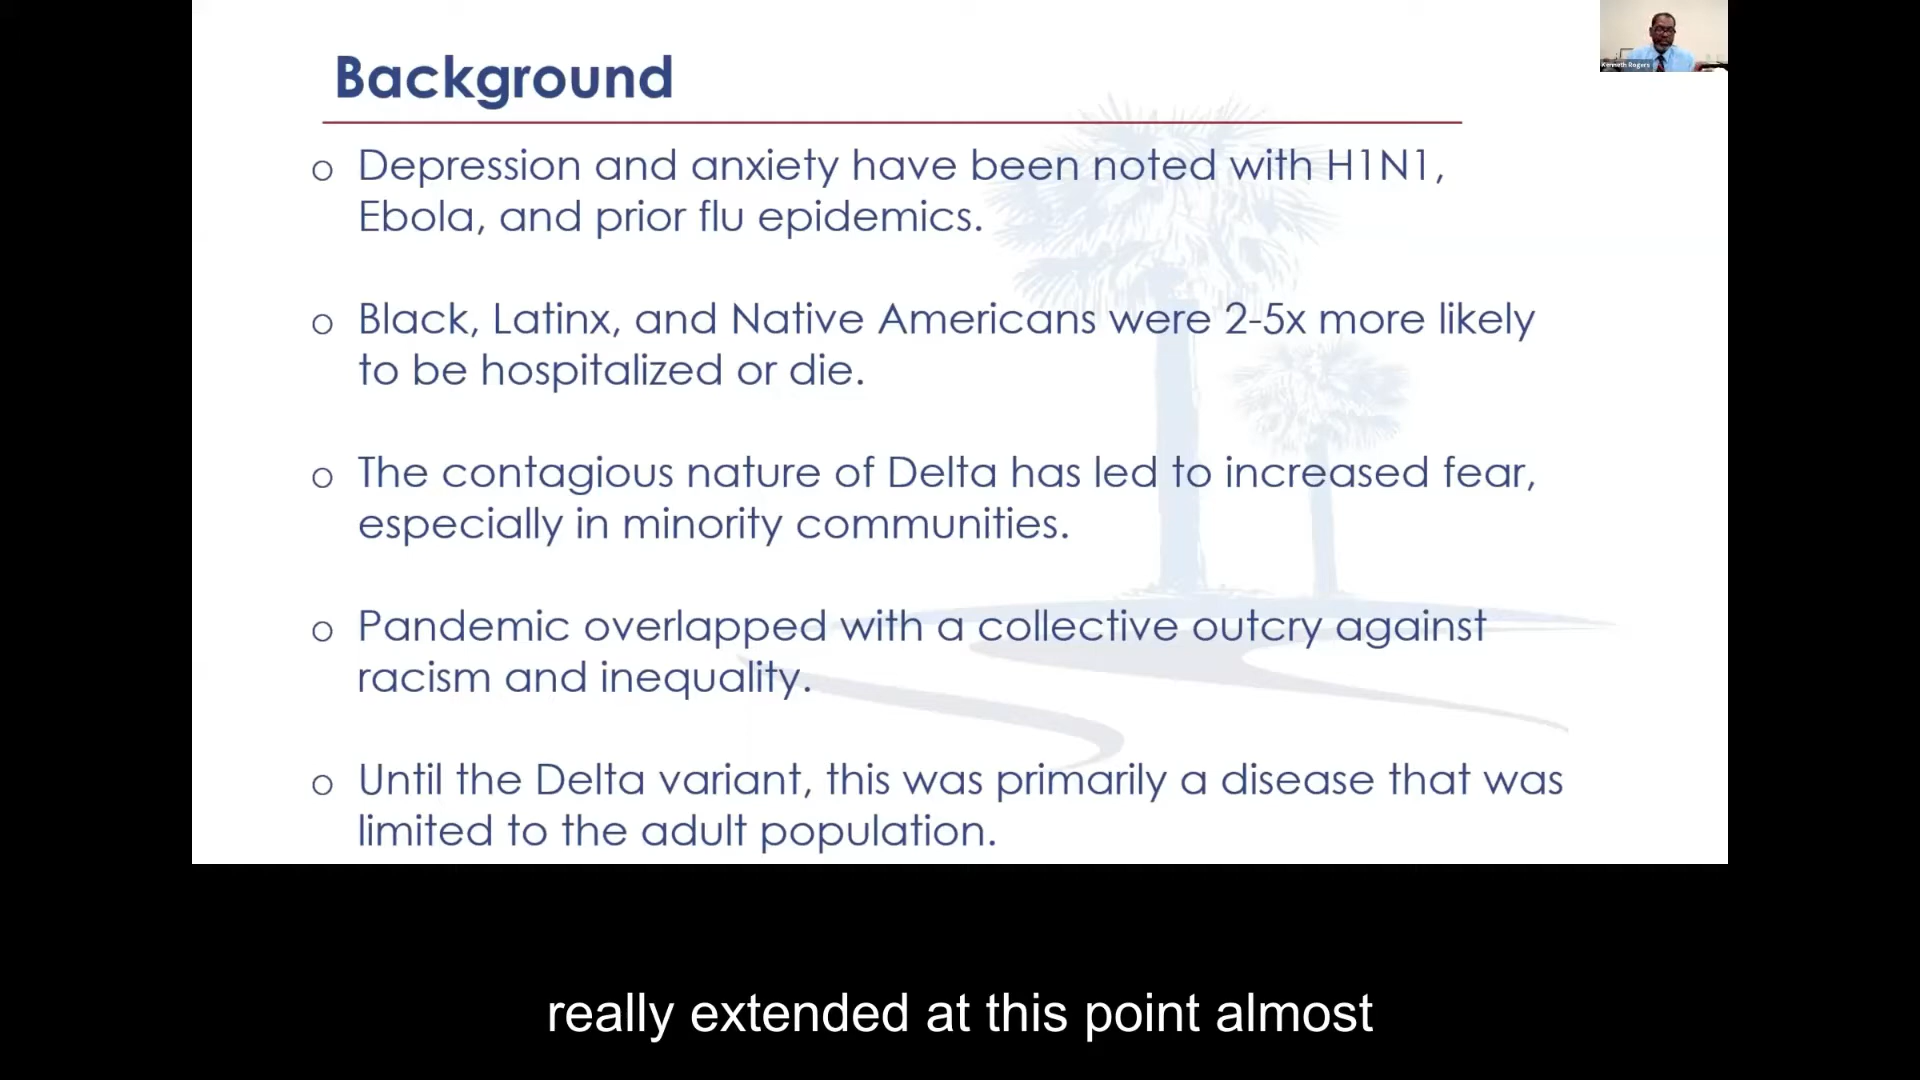 Background
Kenneth Rogers
o Depression and anxiety have been noted with H1N1,
Ebola, and prior flu epidemics.
o Black, Latinx, and Native Americans were 2-5x more likely
to be hospitalized or die.
o The contagious nature of Delta has led to increased fear,
especially in minority communities.
o Pandemic overlapped with a collective outcry against
racism and inequality.
o Until the Delta variant, this was primarily a disease that was
limited to the adult population.
really extended at this point almost